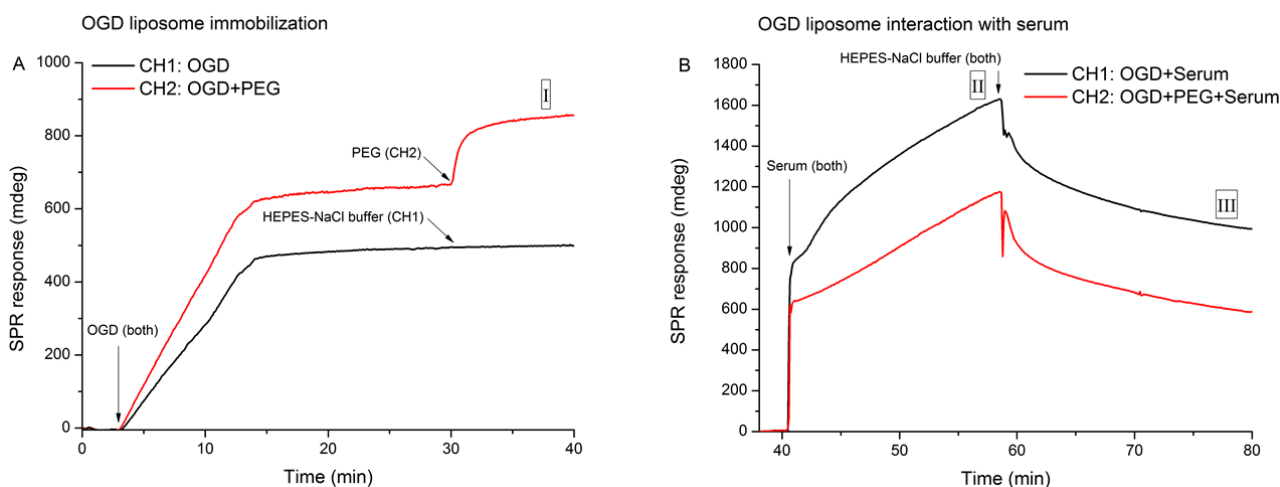 OGD liposome immobilization
A
CH1: OGD
CH2: OGD+PEG
I
PEG (CH2)
HEPES-NaCl buffer (CH1)
OGD (both)
SPR response (mdeg)
1000
800
600
400
200
0
0 10 20 30 40
Time (min)
OGD liposome interaction with serum
HEPES-NaCl buffer (both)
B
II
CH1: OGD+Serum
CH2: OGD+PEG+Serum
Serum (both)
III
SPR response (mdeg)
1800
1600
1400
1200
1000
800
600
400
200
0
40 50 60 70 80
Time (min)